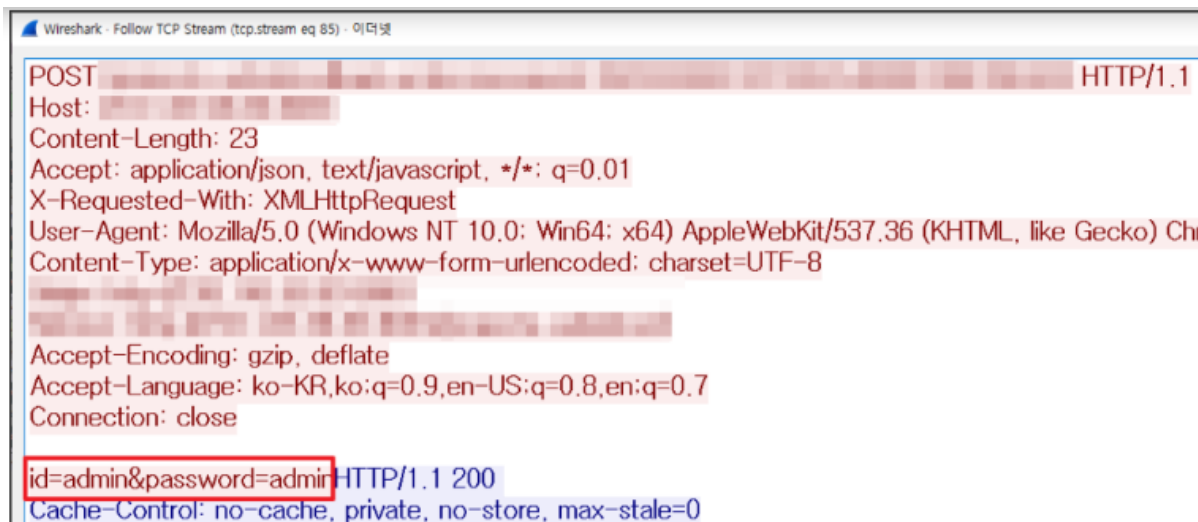 Wireshark · Follow TCP Stream (tcp.stream eq 85) · 이더넷
POST HTTP/1.1
Host:
Content-Length: 23
Accept: application/json, text/javascript, */*; q=0.01
X-Requested-With: XMLHttpRequest
User-Agent: Mozilla/5.0 (Windows NT 10.0; Win64; x64) AppleWebKit/537.36 (KHTML, like Gecko) Chr
Content-Type: application/x-www-form-urlencoded; charset=UTF-8
Accept-Encoding: gzip, deflate
Accept-Language: ko-KR,ko;q=0.9,en-US;q=0.8,en;q=0.7
Connection: close
id=admin&password=adminHTTP/1.1 200
Cache-Control: no-cache, private, no-store, max-stale=0